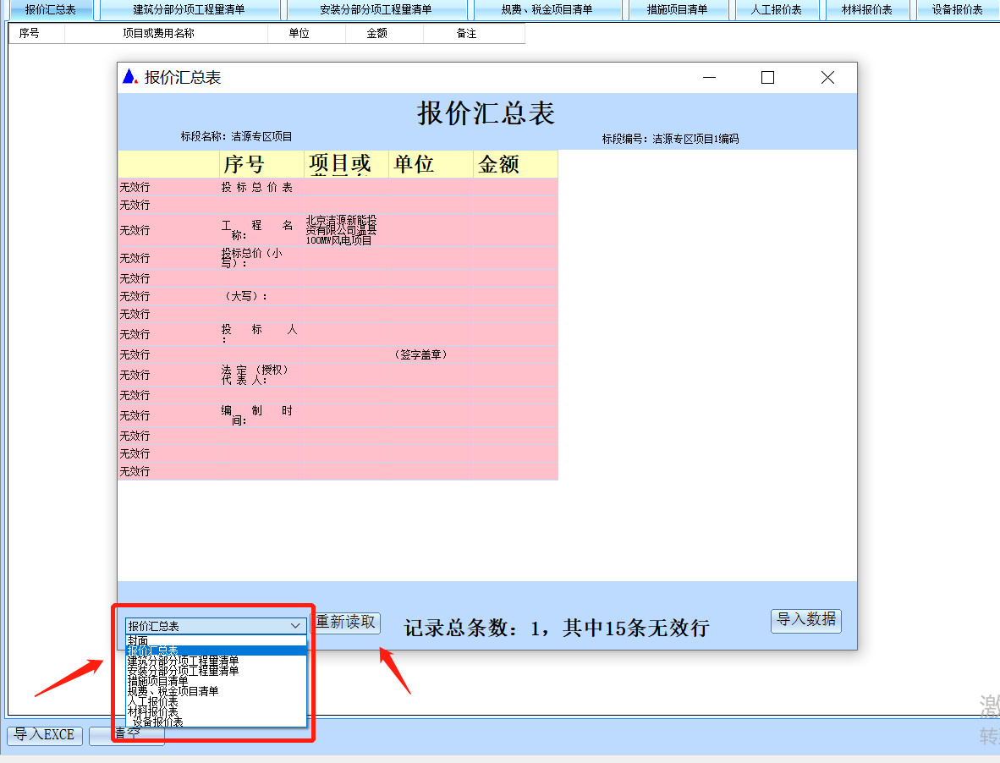 报价汇总表 建筑分部分项工程量清单 安装分部分项工程量清单 规费、税金项目清单 措施项目清单 人工报价表 材料报价表 设备报价表
序号 项目或费用名称 单位 金额 备注
报价汇总表
报价汇总表
标段名称：洁源专区项目
标段编号：洁源专区项目1编码
序号 项目或 单位 金额
无效行 投 标 总 价 表
无效行
无效行 工 程 名
称：
北京洁源新能投
资有限公司温县
100MW风电项目
无效行 投标总价（小
写）：
无效行
无效行 （大写）：
无效行
无效行 投 标 人
：
无效行 （签字盖章）
无效行 法 定 （授权）
代 表 人：
无效行
无效行 编 制 时
间：
无效行
无效行
无效行
报价汇总表
重新读取
记录总条数：1，其中15条无效行
导入数据
封面
报价汇总表
建筑分部分项工程量清单
安装分部分项工程量清单
措施项目清单
规费、税金项目清单
人工报价表
材料报价表
设备报价表
导入EXCE
激